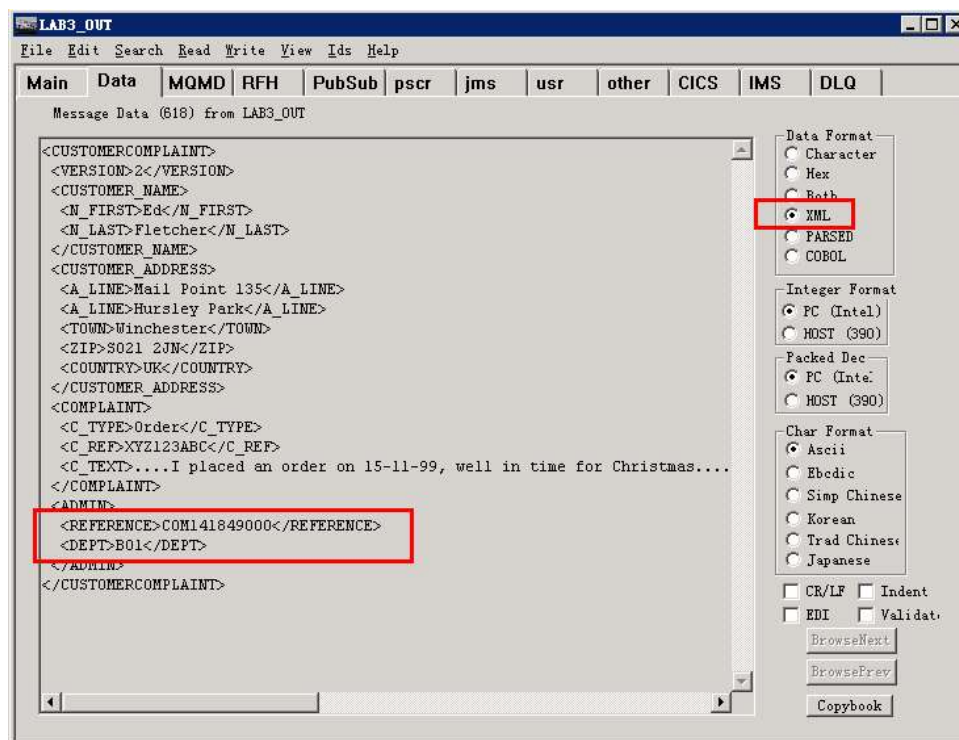 LAB3_OUT
File Edit Search Read Write View Ids Help
Main Data MQMD RFH PubSub pscr jms usr other CICS IMS DLQ
Message Data (618) from LAB3_OUT
<CUSTOMERCOMPLAINT>
<VERSION>2</VERSION>
<CUSTOMER_NAME>
<N_FIRST>Ed</N_FIRST>
<N_LAST>Fletcher</N_LAST>
</CUSTOMER_NAME>
<CUSTOMER_ADDRESS>
<A_LINE>Mail Point 135</A_LINE>
<A_LINE>Hursley Park</A_LINE>
<TOWN>Winchester</TOWN>
<ZIP>SO21 2JN</ZIP>
<COUNTRY>UK</COUNTRY>
</CUSTOMER_ADDRESS>
<COMPLAINT>
<C_TYPE>Order</C_TYPE>
<C_REF>XYZ123ABC</C_REF>
<C_TEXT>....I placed an order on 15-11-99, well in time for Christmas....
</COMPLAINT>
<ADMIN>
<REFERENCE>COM141849000</REFERENCE>
<DEPT>B01</DEPT>
</ADMIN>
</CUSTOMERCOMPLAINT>
Data Format
Character
Hex
Both
XML
PARSED
COBOL
Integer Format
PC (Intel)
HOST (390)
Packed Dec
PC (Inte
HOST (390)
Char Format
Ascii
Ebcdic
Simp Chinese
Korean
Trad Chinese
Japanese
CR/LF Indent
EDI Validat
BrowseNext
BrowsePrev
Copybook